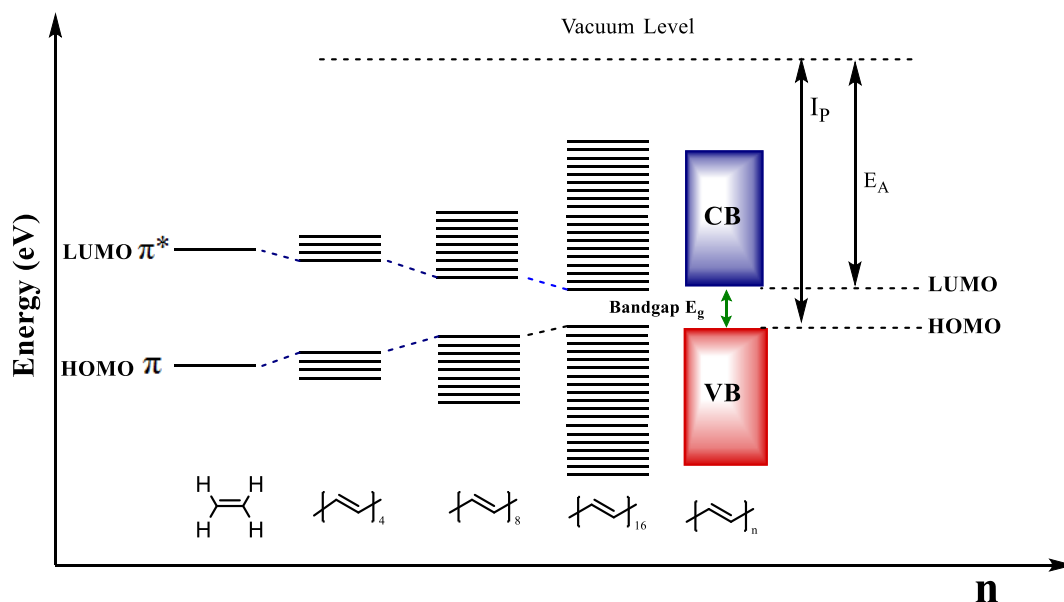 Vacuum Level
I_P
E_A
CB
LUMO π*
LUMO
Bandgap E_g
HOMO
HOMO π
VB
Energy (eV)
H H
H H
4
8
16
n
n